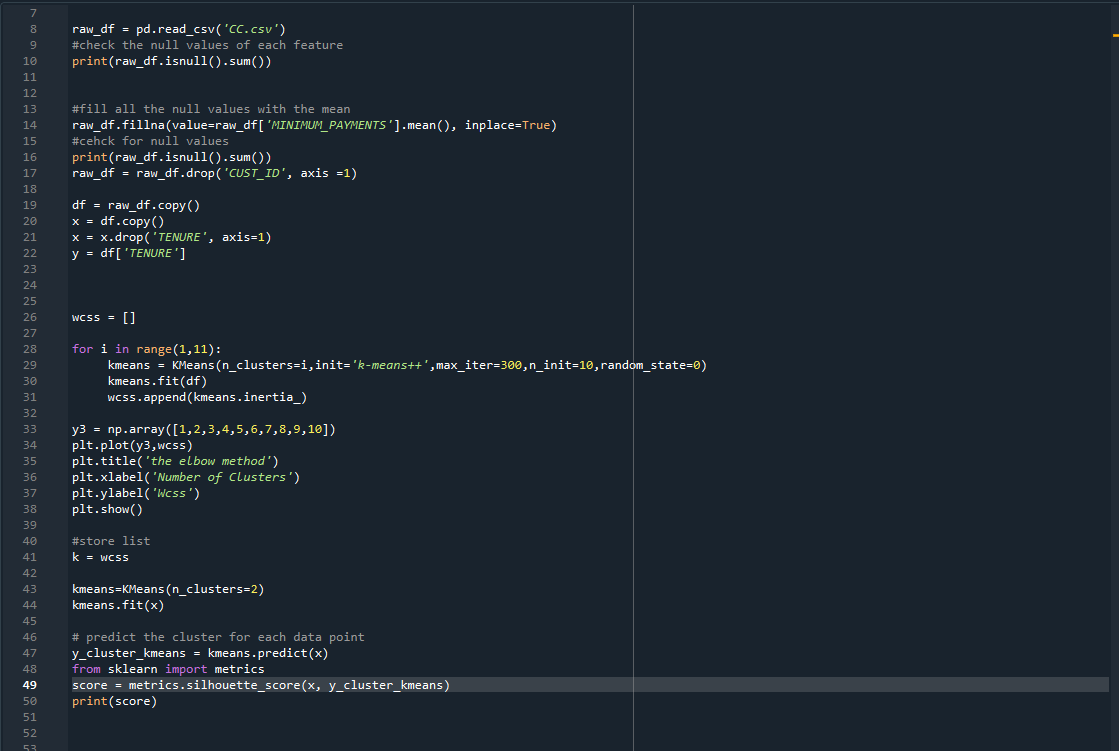 7
8 raw_df = pd.read_csv('CC.csv')
9 #check the null values of each feature
10 print(raw_df.isnull().sum())
11
12
13 #fill all the null values with the mean
14 raw_df.fillna(value=raw_df['MINIMUM_PAYMENTS'].mean(), inplace=True)
15 #cehck for null values
16 print(raw_df.isnull().sum())
17 raw_df = raw_df.drop('CUST_ID', axis =1)
18
19 df = raw_df.copy()
20 x = df.copy()
21 x = x.drop('TENURE', axis=1)
22 y = df['TENURE']
23
24
25
26 wcss = []
27
28 for i in range(1,11):
29 kmeans = KMeans(n_clusters=i,init='k-means++',max_iter=300,n_init=10,random_state=0)
30 kmeans.fit(df)
31 wcss.append(kmeans.inertia_)
32
33 y3 = np.array([1,2,3,4,5,6,7,8,9,10])
34 plt.plot(y3,wcss)
35 plt.title('the elbow method')
36 plt.xlabel('Number of Clusters')
37 plt.ylabel('Wcss')
38 plt.show()
39
40 #store list
41 k = wcss
42
43 kmeans=KMeans(n_clusters=2)
44 kmeans.fit(x)
45
46 # predict the cluster for each data point
47 y_cluster_kmeans = kmeans.predict(x)
48 from sklearn import metrics
49 score = metrics.silhouette_score(x, y_cluster_kmeans)
50 print(score)
51
52
53